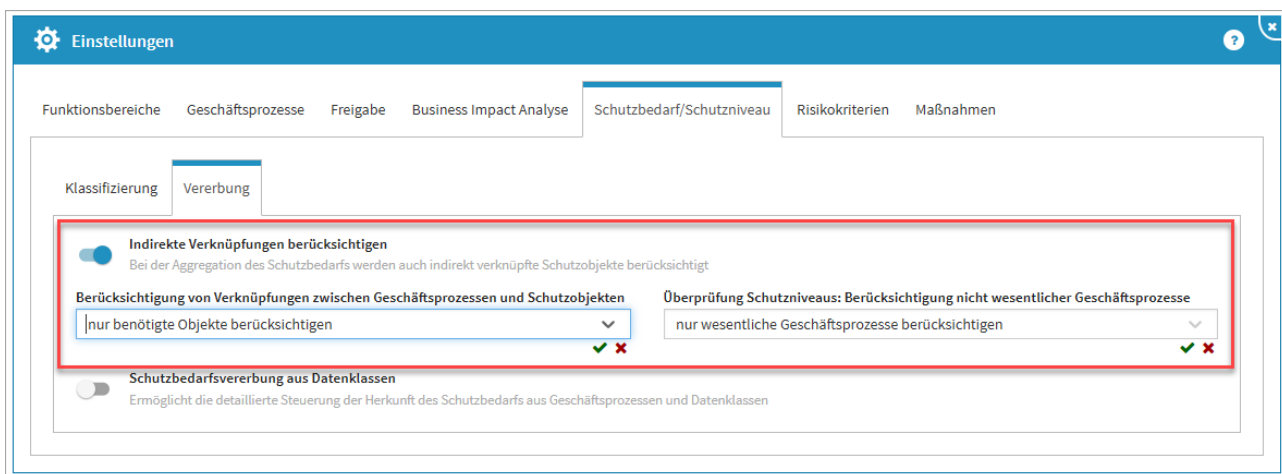 Einstellungen
Funktionsbereiche Geschäftsprozesse Freigabe Business Impact Analyse Schutzbedarf/Schutzniveau Risikokriterien Maßnahmen
Klassifizierung Vererbung
Indirekte Verknüpfungen berücksichtigen
Bei der Aggregation des Schutzbedarfs werden auch indirekt verknüpfte Schutzobjekte berücksichtigt
Berücksichtigung von Verknüpfungen zwischen Geschäftsprozessen und Schutzobjekten Überprüfung Schutzniveaus: Berücksichtigung nicht wesentlicher Geschäftsprozesse
nur benötigte Objekte berücksichtigen nur wesentliche Geschäftsprozesse berücksichtigen
Schutzbedarfsvererbung aus Datenklassen
Ermöglicht die detaillierte Steuerung der Herkunft des Schutzbedarfs aus Geschäftsprozessen und Datenklassen